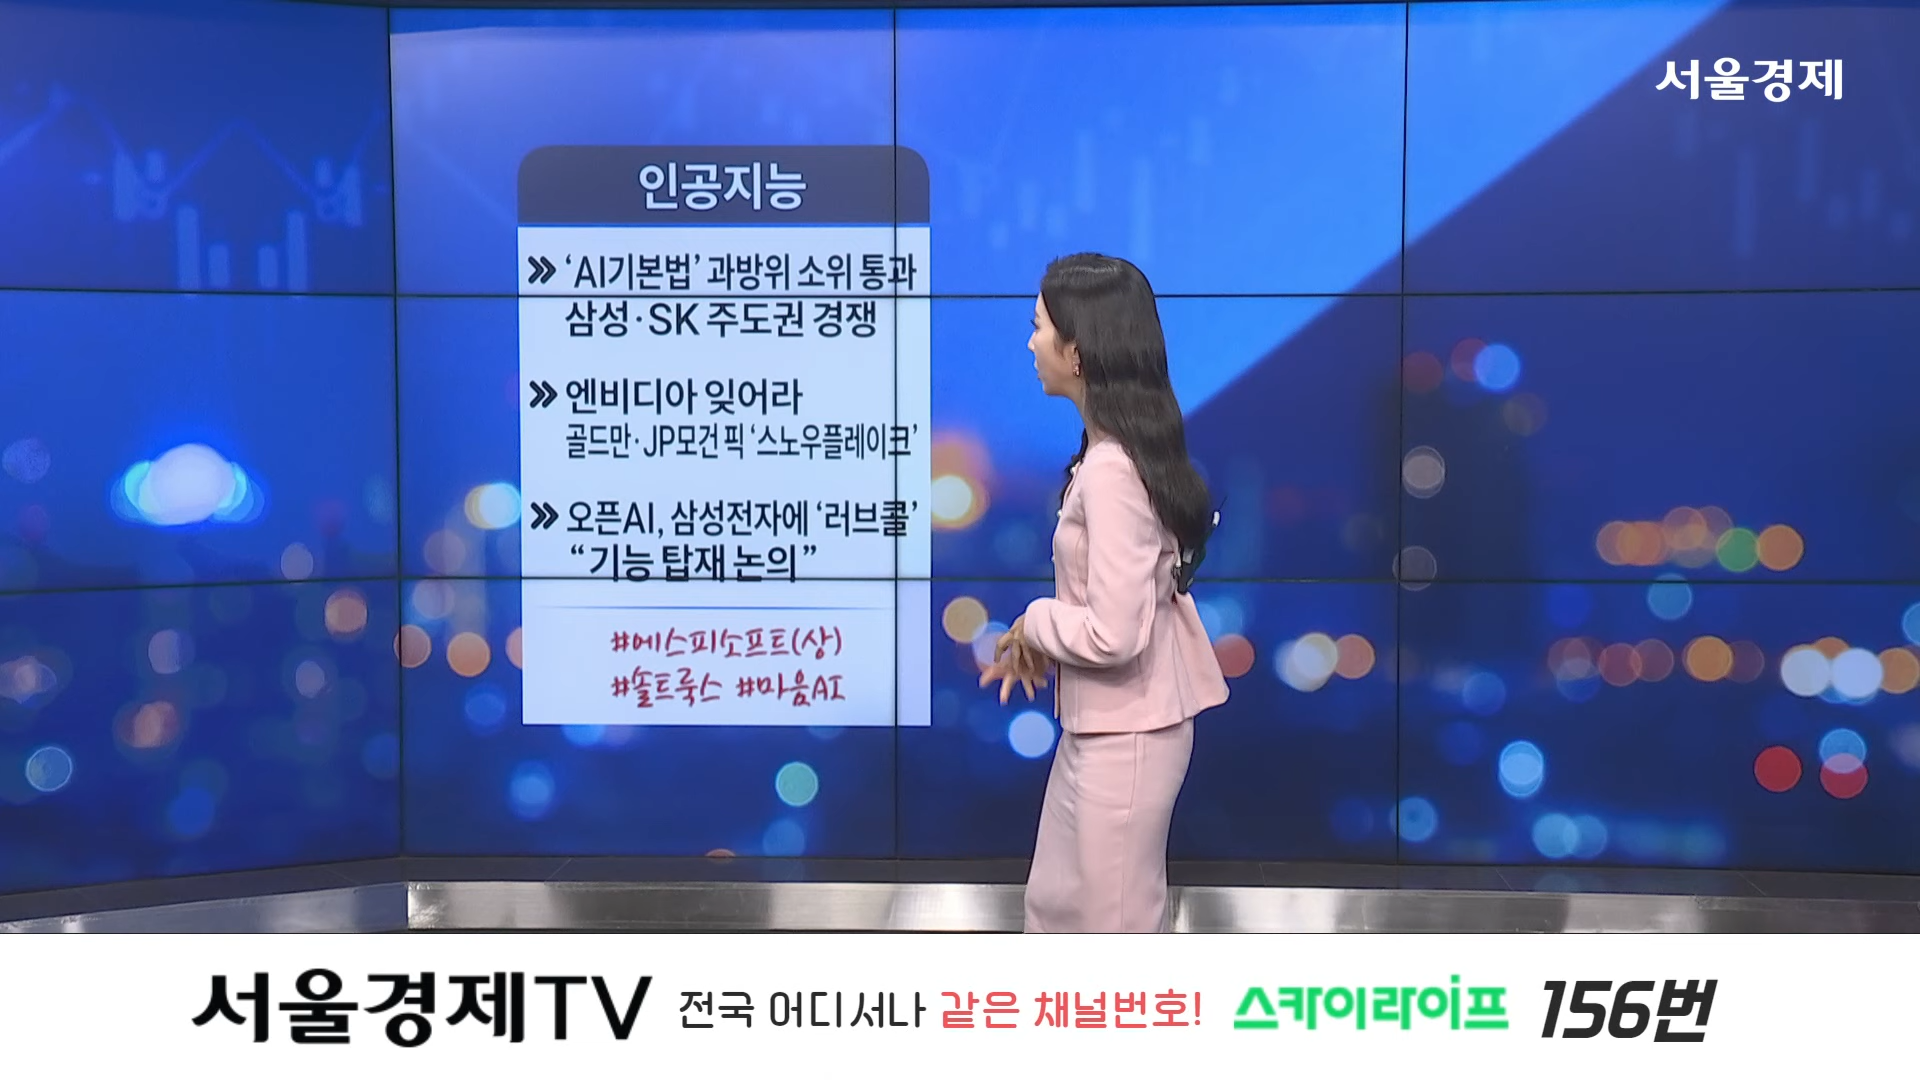 서울경제
인공지능
» ‘AI기본법’ 과방위 소위 통과
삼성·SK 주도권 경쟁
» 엔비디아 잊어라
골드만·JP모건 픽 ‘스노우플레이크’
» 오픈AI, 삼성전자에 ‘러브콜’
“기능 탑재 논의”
#에스피소프트(상)
#솔트룩스 #마음AI
서울경제TV 전국 어디서나 같은 채널번호! 스카이라이프 156번